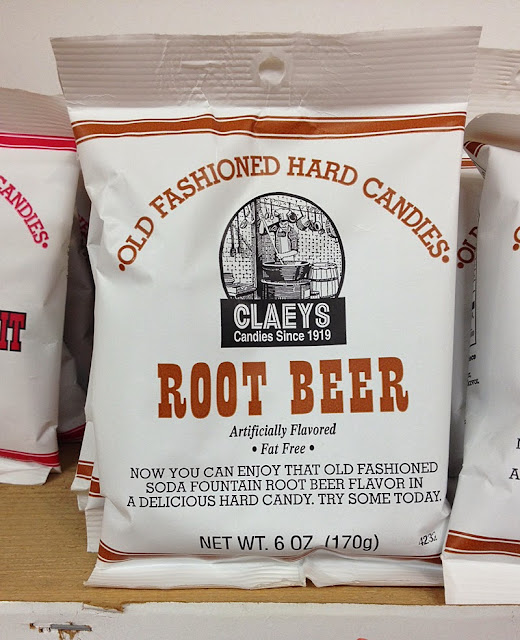 •OLD FASHIONED HARD CANDIES•
CLAEYS
Candies Since 1919
ROOT BEER
Artificially Flavored
• Fat Free •
NOW YOU CAN ENJOY THAT OLD FASHIONED
SODA FOUNTAIN ROOT BEER FLAVOR IN
A DELICIOUS HARD CANDY. TRY SOME TODAY.
NET WT. 6 OZ. (170g)
CANDIES•